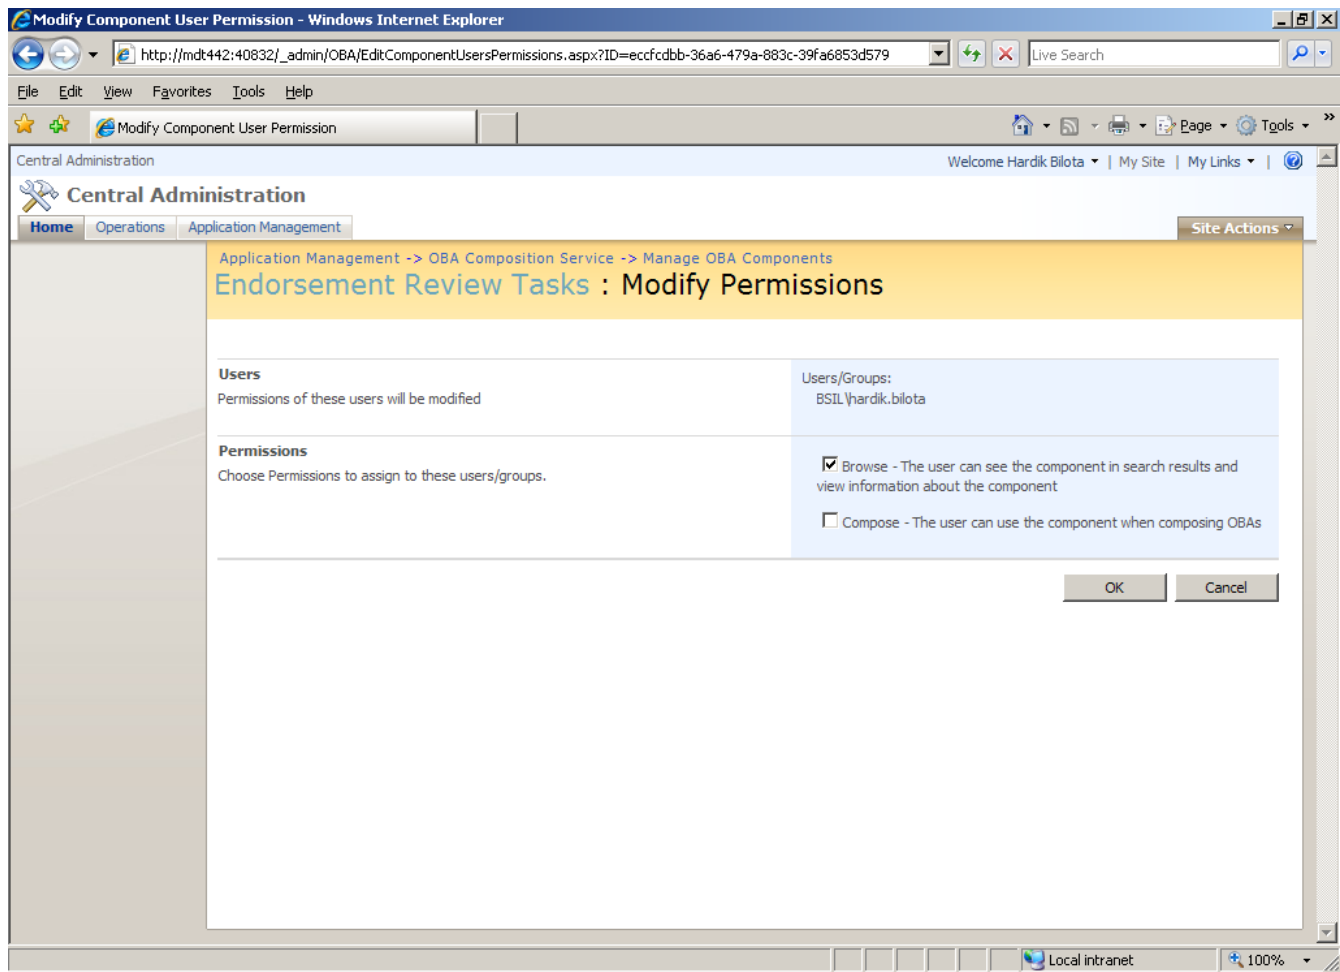 Modify Component User Permission - Windows Internet Explorer
http://mdt442:40832/_admin/OBA/EditComponentUsersPermissions.aspx?ID=eccfcdbb-36a6-479a-883c-39fa6853d579
Live Search
File Edit View Favorites Tools Help
Modify Component User Permission
Page Tools »
Central Administration
Welcome Hardik Bilota | My Site | My Links |
Central Administration
Home Operations Application Management
Site Actions
Application Management -> OBA Composition Service -> Manage OBA Components
Endorsement Review Tasks : Modify Permissions
Users
Permissions of these users will be modified
Users/Groups:
BSIL\hardik.bilota
Permissions
Choose Permissions to assign to these users/groups.
Browse - The user can see the component in search results and
view information about the component
Compose - The user can use the component when composing OBAs
OK Cancel
Local intranet
100%